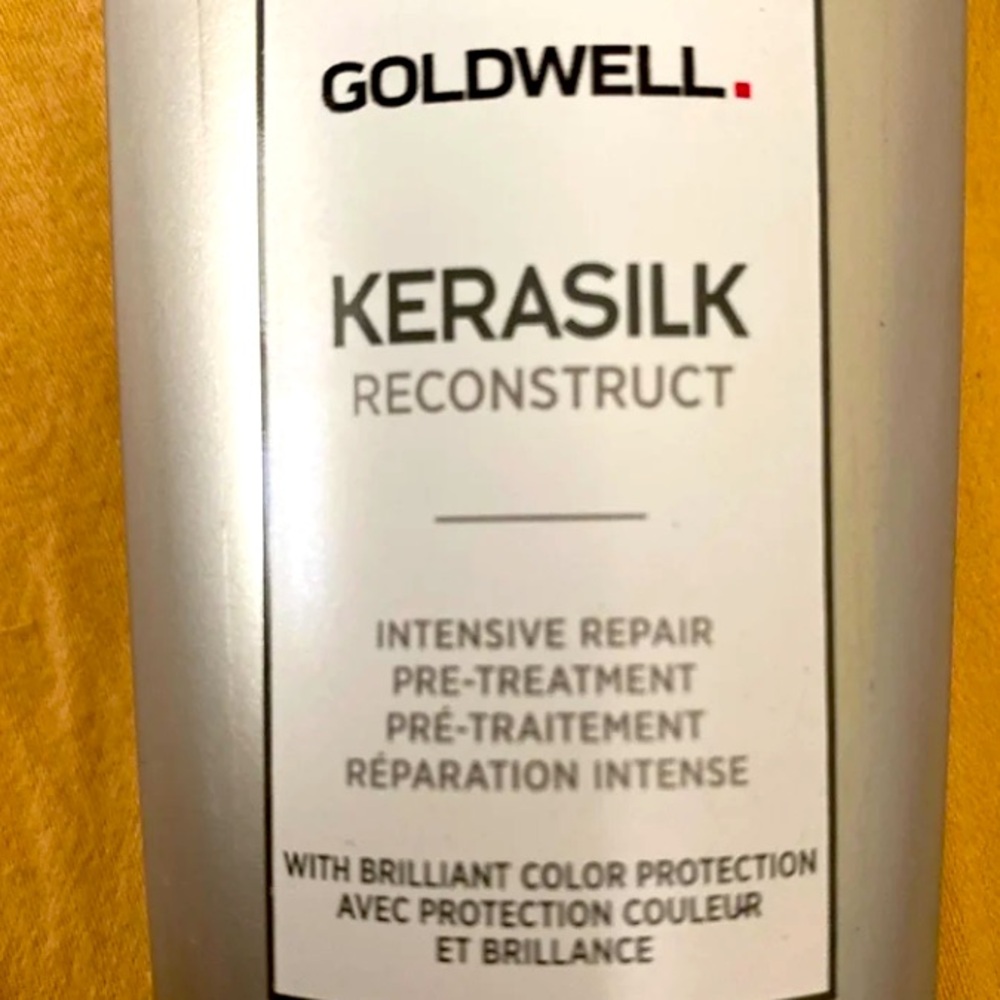 GOLDWELL.
KERASILK
RECONSTRUCT
INTENSIVE REPAIR
PRE-TREATMENT
PRÉ-TRAITEMENT
RÉPARATION INTENSE
WITH BRILLIANT COLOR PROTECTION
AVEC PROTECTION COULEUR
ET BRILLANCE